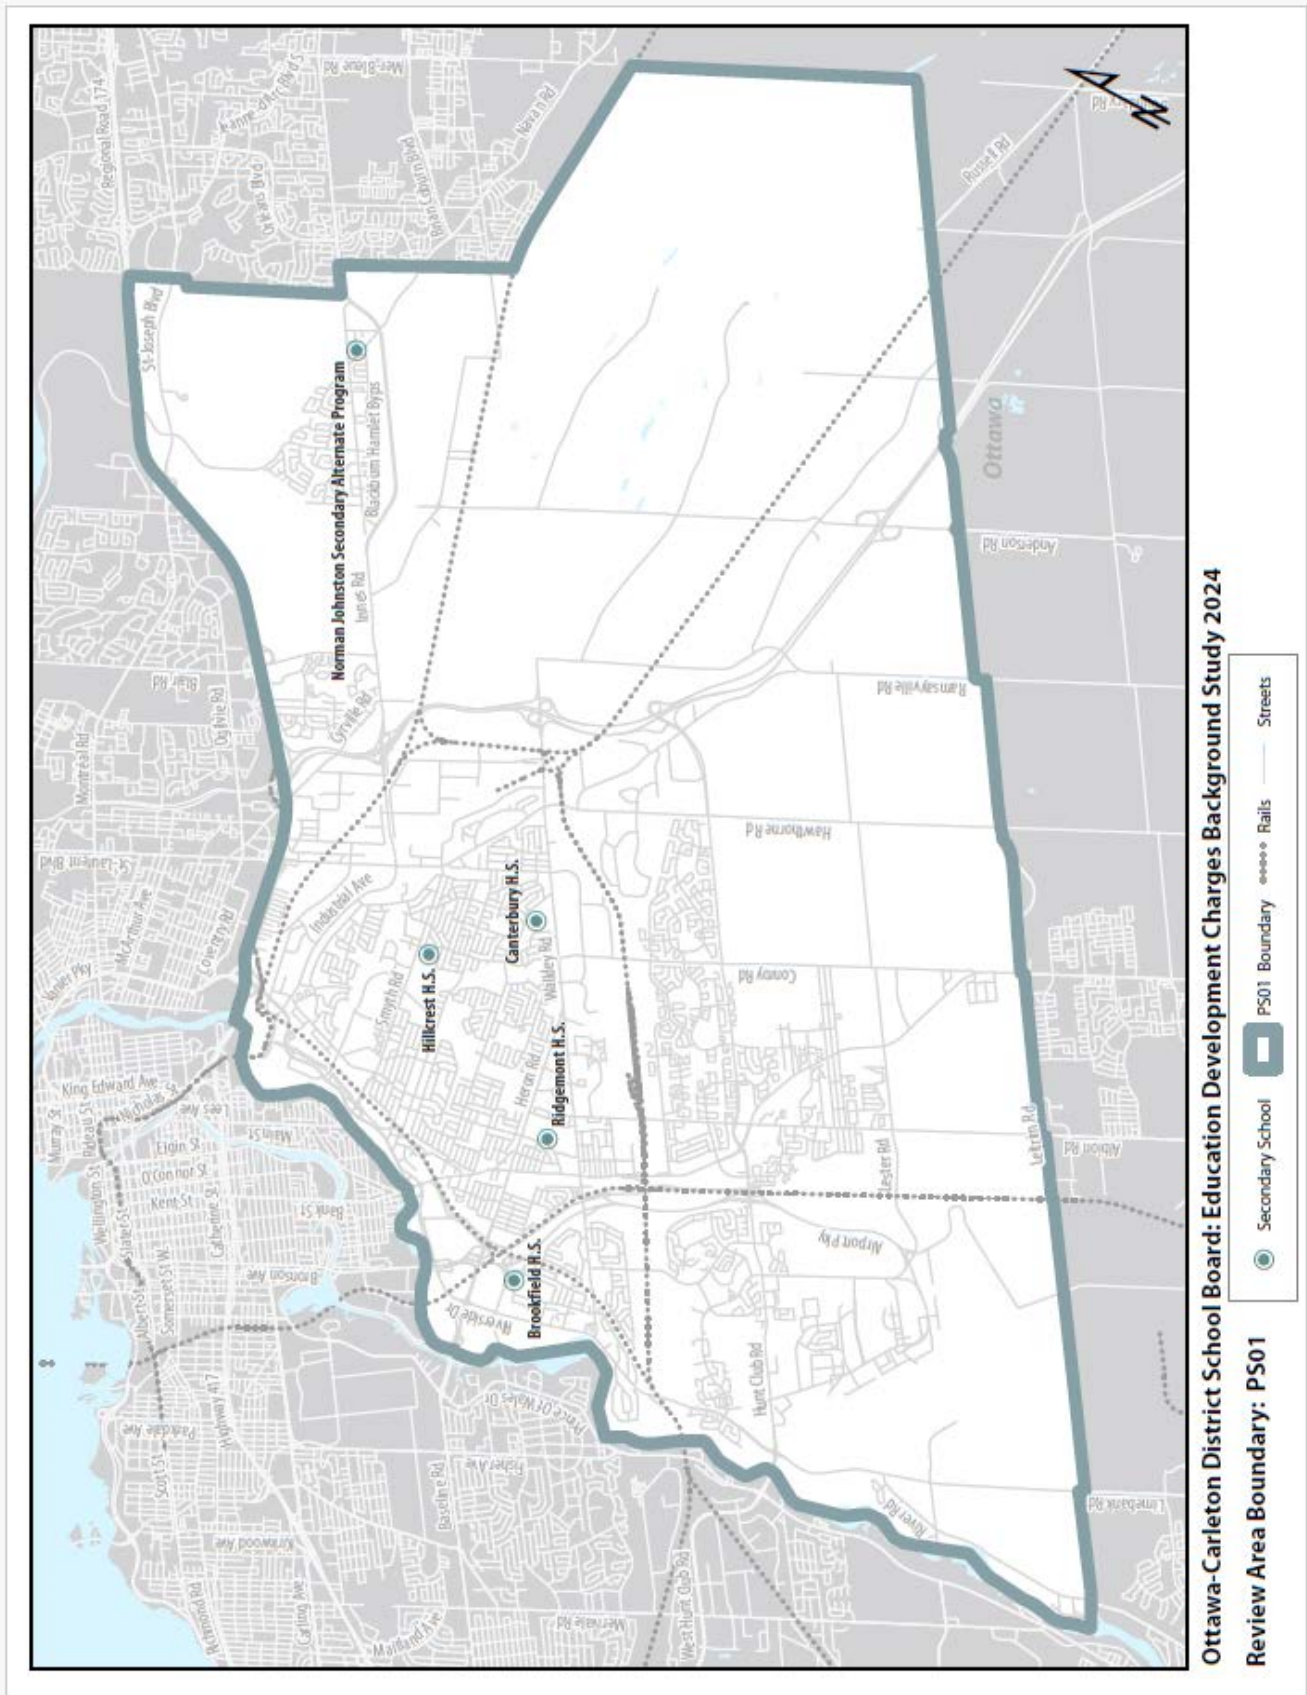 Regional Road 174
Jeanne-d'Arc Blvd S
Mer-Bleue Rd
Orléans Blvd
Brian Coburn Blvd
Navan Rd
St-Joseph Blvd
Norman Johnston Secondary Alternate Program
Blackburn Hamlet Byps
Innes Rd
Russell Rd
N
Ottawa
Anderson Rd
Blair Rd
Ogilvie Rd
Montréal Rd
Cyrville Rd
Ramsayville Rd
St-Laurent Blvd
McArthur Ave
Coventry Rd
Vanier Pky
Industrial Ave
Hawthorne Rd
Canterbury H.S.
Walkley Rd
Smyth Rd
Hillcrest H.S.
Conroy Rd
Heron Rd
Ridgemont H.S.
King Edward Ave
Murray St
Rideau St
Nicholas St
Lees Ave
Main St
Elgin St
O'Connor St
Kent St
Wellington St
Slater St
Albert St
Somerset St W
Catherine St
Bank St
Bronson Ave
Lester Rd
Leitrim Rd
Albion Rd
Airport Pky
Brookfield H.S.
Riverside Dr
Prince Of Wales Dr
Hunt Club Rd
Parkdale Ave
Scott St
Highway 417
Fisher Ave
Baseline Rd
Kirkwood Ave
Richmond Rd
Carling Ave
Maitland Ave
Merivale Rd
West Hunt Club Rd
River Rd
Limebank Rd
Ottawa-Carleton District School Board: Education Development Charges Background Study 2024
Review Area Boundary: PS01
Secondary School
PS01 Boundary
Rails
Streets